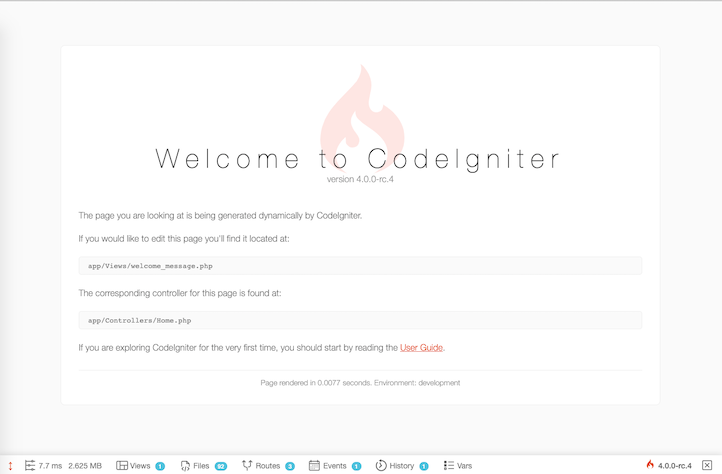 Welcome to CodeIgniter
version 4.0.0-rc.4
The page you are looking at is being generated dynamically by CodeIgniter.
If you would like to edit this page you'll find it located at:
app/Views/welcome_message.php
The corresponding controller for this page is found at:
app/Controllers/Home.php
If you are exploring CodeIgniter for the very first time, you should start by reading the User Guide.
Page rendered in 0.0077 seconds. Environment: development
7.7 ms 2.625 MB Views 1 Files 92 Routes 3 Events 1 History 1 Vars 4.0.0-rc.4